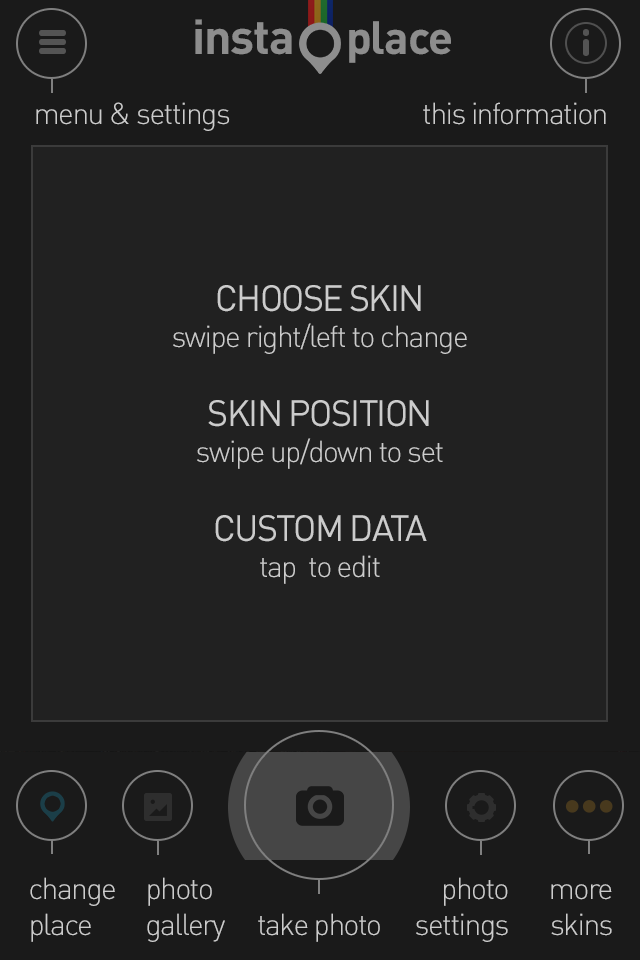 insta place
menu & settings
this information
CHOOSE SKIN
swipe right/left to change
SKIN POSITION
swipe up/down to set
CUSTOM DATA
tap to edit
change place
photo gallery
take photo
photo settings
more skins